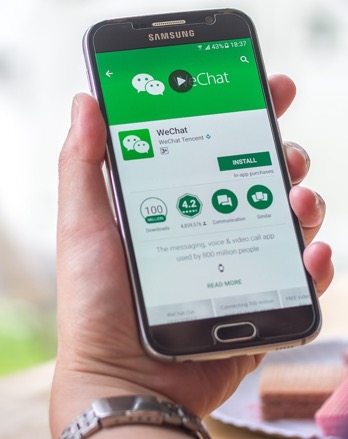 SAMSUNG
43% 18:37
WeChat
WeChat
WeChat Tencent
INSTALL
In-app purchases
100
MILLION
4.2
Downloads
Communication
Similar
The messaging, voice & video call app
used by 800 million people.
READ MORE